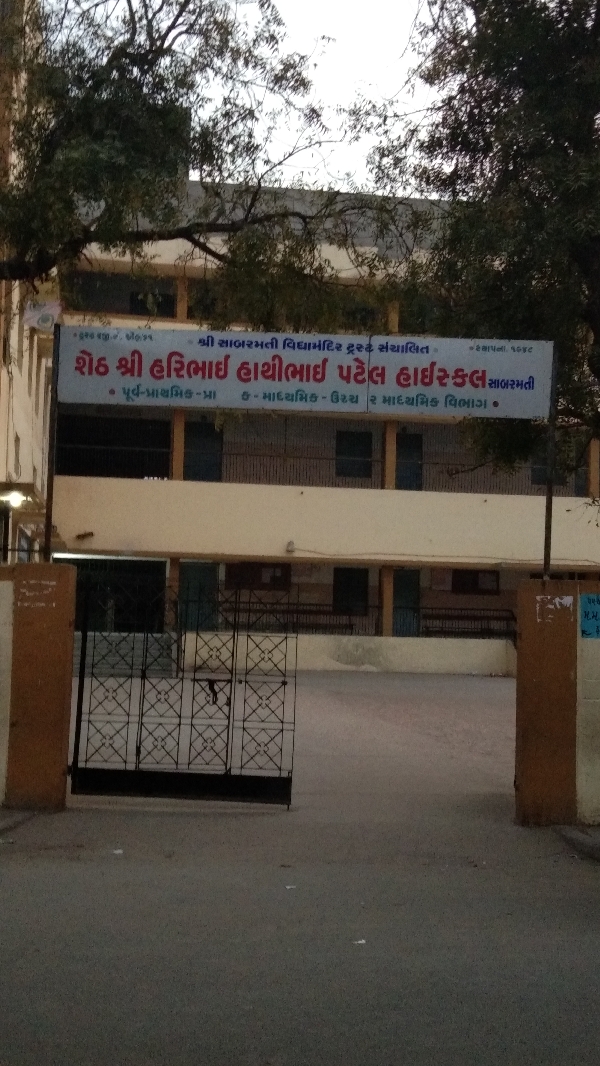 શ્રી સાબરમતી વિદ્યામંદિર ટ્રસ્ટ સંચાલિત
શેઠ શ્રી હરિભાઈ હાથીભાઈ પટેલ હાઈસ્કૂલ સાબરમતી
પૂર્વ-પ્રાથમિક-પ્રા ક-માધ્યમિક-ઉચ્ચ ર માધ્યમિક વિભાગ